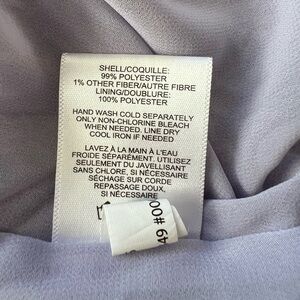 SHELL/COQUILLE:
99% POLYESTER
1% OTHER FIBER/AUTRE FIBRE
LINING/DOUBLURE:
100% POLYESTER
HAND WASH COLD SEPARATELY
ONLY NON-CHLORINE BLEACH
WHEN NEEDED. LINE DRY
COOL IRON IF NEEDED
LAVEZ À LA MAIN À L'EAU
FROIDE SÉPARÉMENT. UTILISEZ
SEULEMENT DU JAVELLISANT
SANS CHLORE, SI NÉCESSAIRE
SÉCHAGE SUR CORDE
REPASSAGE DOUX,
SI NÉCESSAIRE